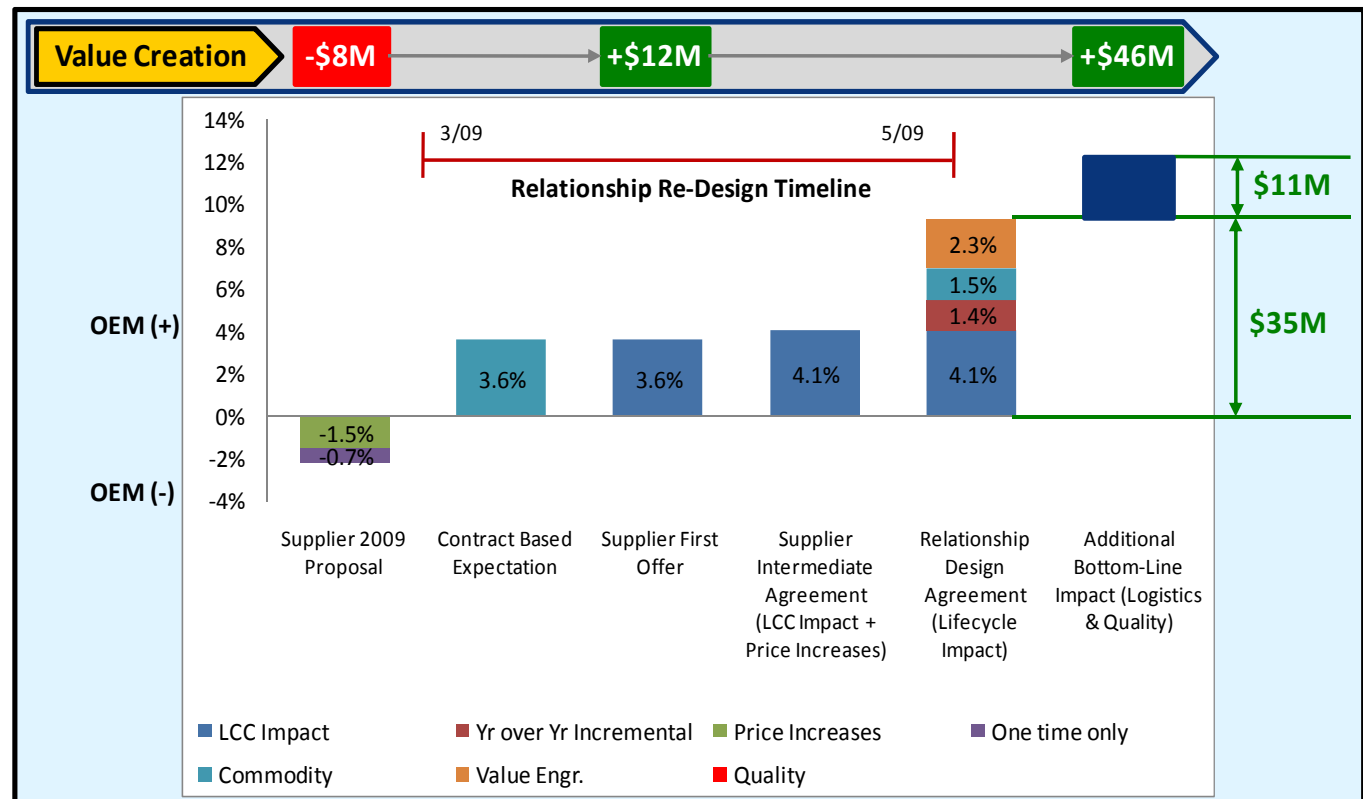 Value Creation
-$8M
+$12M
+$46M
14%
12%
10%
8%
6%
4%
2%
0%
-2%
-4%
OEM (+)
OEM (-)
3/09
5/09
Relationship Re-Design Timeline
-1.5%
-0.7%
3.6%
3.6%
4.1%
2.3%
1.5%
1.4%
4.1%
$11M
$35M
Supplier 2009
Proposal
Contract Based
Expectation
Supplier First
Offer
Supplier
Intermediate
Agreement
(LCC Impact +
Price Increases)
Relationship
Design
Agreement
(Lifecycle
Impact)
Additional
Bottom-Line
Impact (Logistics
& Quality)
LCC Impact
Yr over Yr Incremental
Price Increases
One time only
Commodity
Value Engr.
Quality